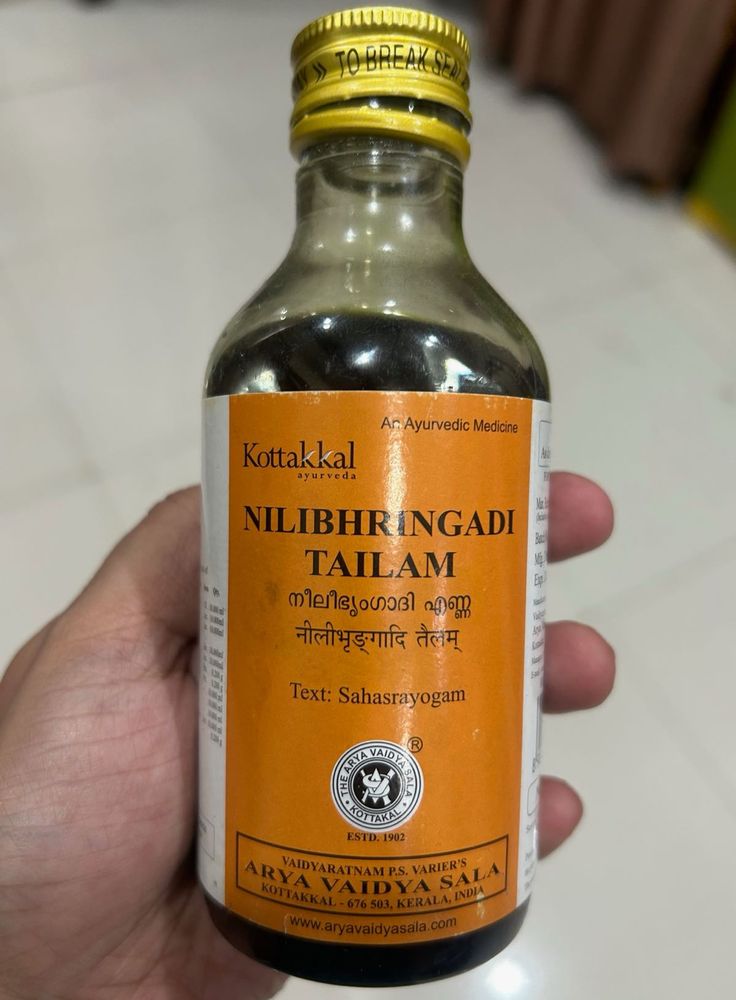 TO BREAK SEAL
An Ayurvedic Medicine
Kottakkal
ayurveda
NILIBHRINGADI
TAILAM
നീലീഭൃംഗാദി എണ്ണ
नीलीभृङ्गादि तैलम्
Text: Sahasrayogam
®
THE ARYA VAIDYA SALA
KOTTAKAL
ESTD. 1902
VAIDYARATNAM P.S. VARIER'S
ARYA VAIDYA SALA
KOTTAKKAL - 676 503, KERALA, INDIA
www.aryavaidyasala.com